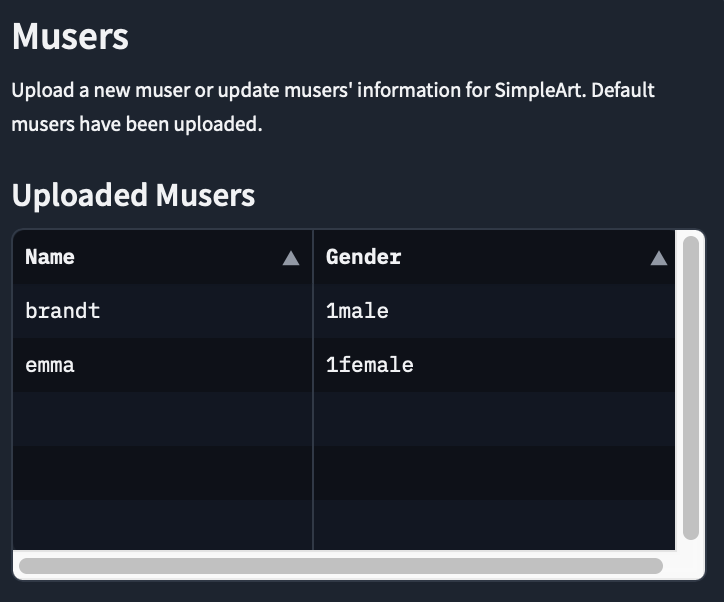 Musers
Upload a new muser or update musers' information for SimpleArt. Default
musers have been uploaded.
Uploaded Musers
Name Gender
brandt 1male
emma 1female